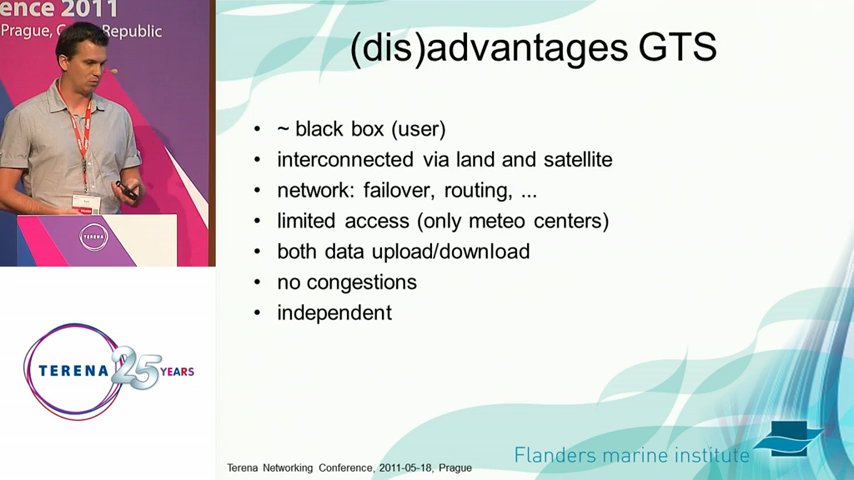 ence 2011
Prague, C Republic
TERENA
TERENA 25 YEARS
(dis)advantages GTS
• ~ black box (user)
• interconnected via land and satellite
• network: failover, routing, ...
• limited access (only meteo centers)
• both data upload/download
• no congestions
• independent
Flanders marine institute
Terena Networking Conference, 2011-05-18, Prague